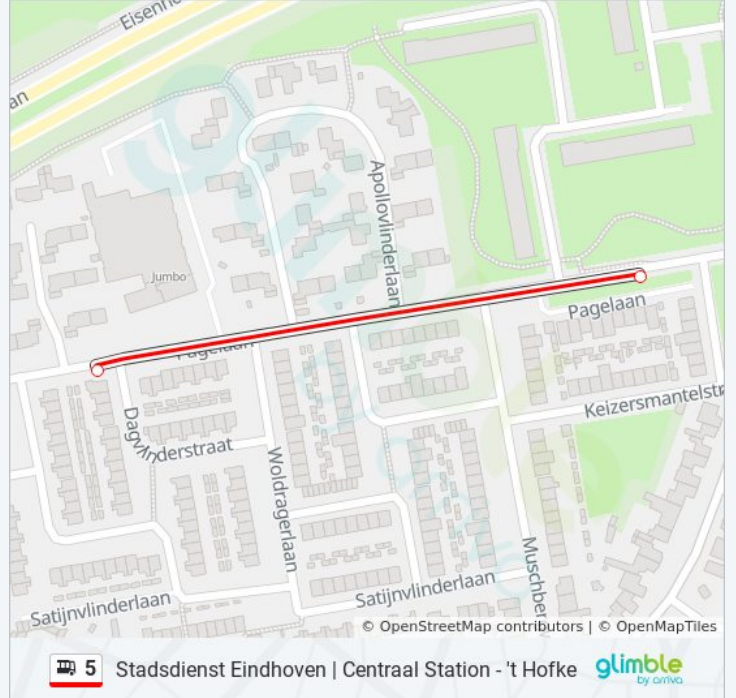 Eisenho
an
Apollovlinderlaan
Jumbo
Pagelaan
Pagelaan
Keizersmantelstr
Dagvlinderstraat
Woldragerlaan
Muschber
Satijnvlinderlaan
Satijnvlinderlaan
© OpenStreetMap contributors | © OpenMapTiles
5 Stadsdienst Eindhoven | Centraal Station - 't Hofke
glimble
by arriva